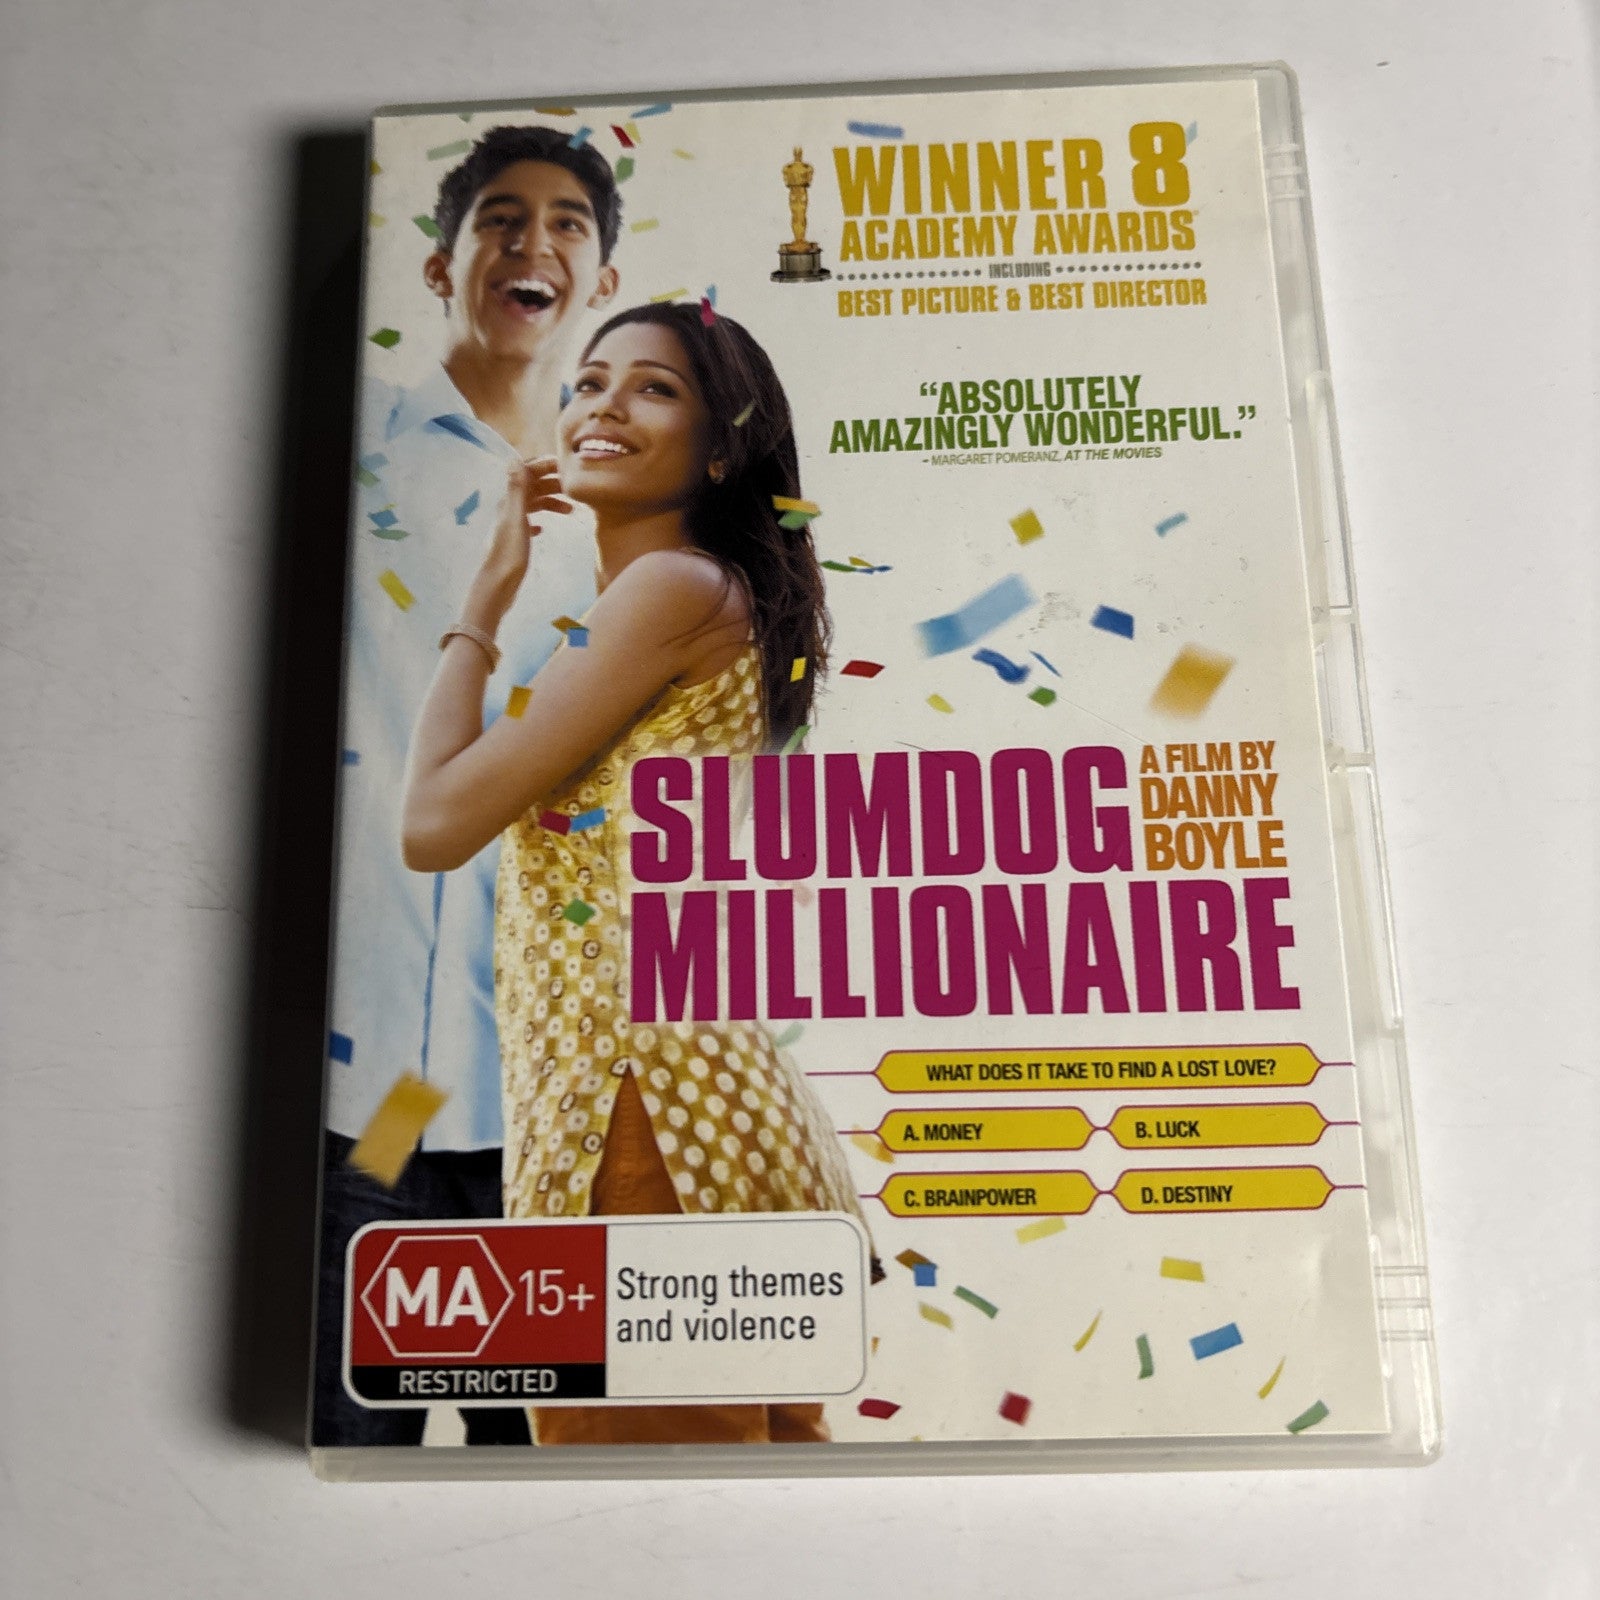 WINNER 8
ACADEMY AWARDS®
INCLUDING
BEST PICTURE & BEST DIRECTOR
“ABSOLUTELY
AMAZINGLY WONDERFUL.”
- MARGARET POMERANZ, AT THE MOVIES
SLUMDOG
MILLIONAIRE
A FILM BY
DANNY
BOYLE
WHAT DOES IT TAKE TO FIND A LOST LOVE?
A. MONEY
B. LUCK
C. BRAINPOWER
D. DESTINY
MA 15+
RESTRICTED
Strong themes
and violence